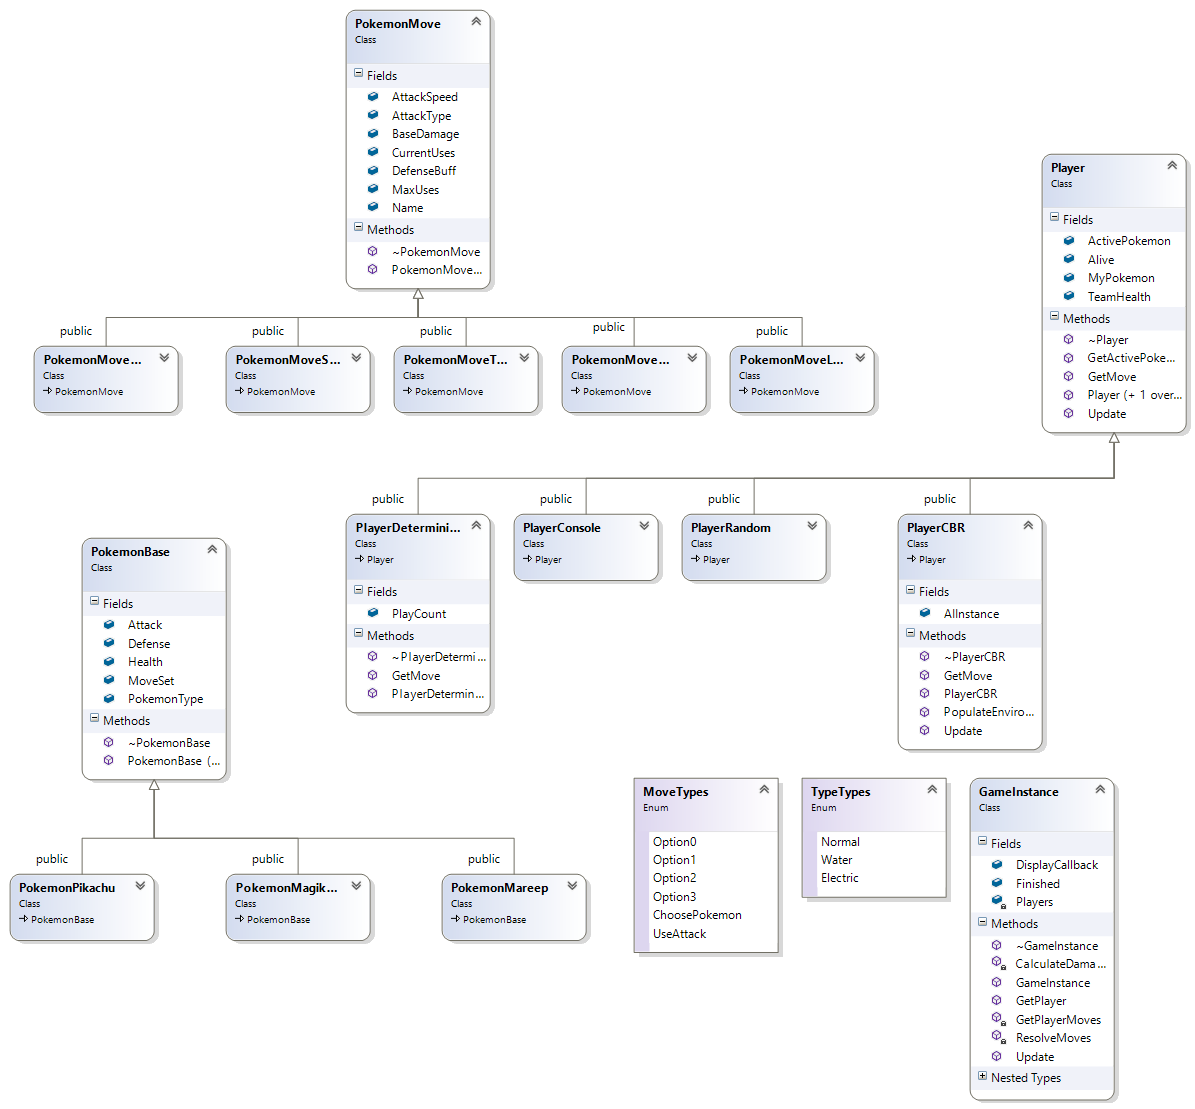 PokemonMove
Class
Fields
AttackSpeed
AttackType
BaseDamage
CurrentUses
DefenseBuff
MaxUses
Name
Methods
~PokemonMove
PokemonMove...
public
public
public
public
public
PokemonMove...
Class
PokemonMove
PokemonMoveS...
Class
PokemonMove
PokemonMoveT...
Class
PokemonMove
PokemonMove...
Class
PokemonMove
PokemonMoveL...
Class
PokemonMove
Player
Class
Fields
ActivePokemon
Alive
MyPokemon
TeamHealth
Methods
~Player
GetActivePoke...
GetMove
Player (+ 1 over...
Update
public
public
public
public
PlayerDetermini...
Class
Player
Fields
PlayCount
Methods
~PlayerDetermi...
GetMove
PlayerDetermin...
PlayerConsole
Class
Player
PlayerRandom
Class
Player
PlayerCBR
Class
Player
Fields
AIInstance
Methods
~PlayerCBR
GetMove
PlayerCBR
PopulateEnviro...
Update
PokemonBase
Class
Fields
Attack
Defense
Health
MoveSet
PokemonType
Methods
~PokemonBase
PokemonBase (...
public
public
public
PokemonPikachu
Class
PokemonBase
PokemonMagik...
Class
PokemonBase
PokemonMareep
Class
PokemonBase
MoveTypes
Enum
Option0
Option1
Option2
Option3
ChoosePokemon
UseAttack
TypeTypes
Enum
Normal
Water
Electric
GameInstance
Class
Fields
DisplayCallback
Finished
Players
Methods
~GameInstance
CalculateDama...
GameInstance
GetPlayer
GetPlayerMoves
ResolveMoves
Update
Nested Types